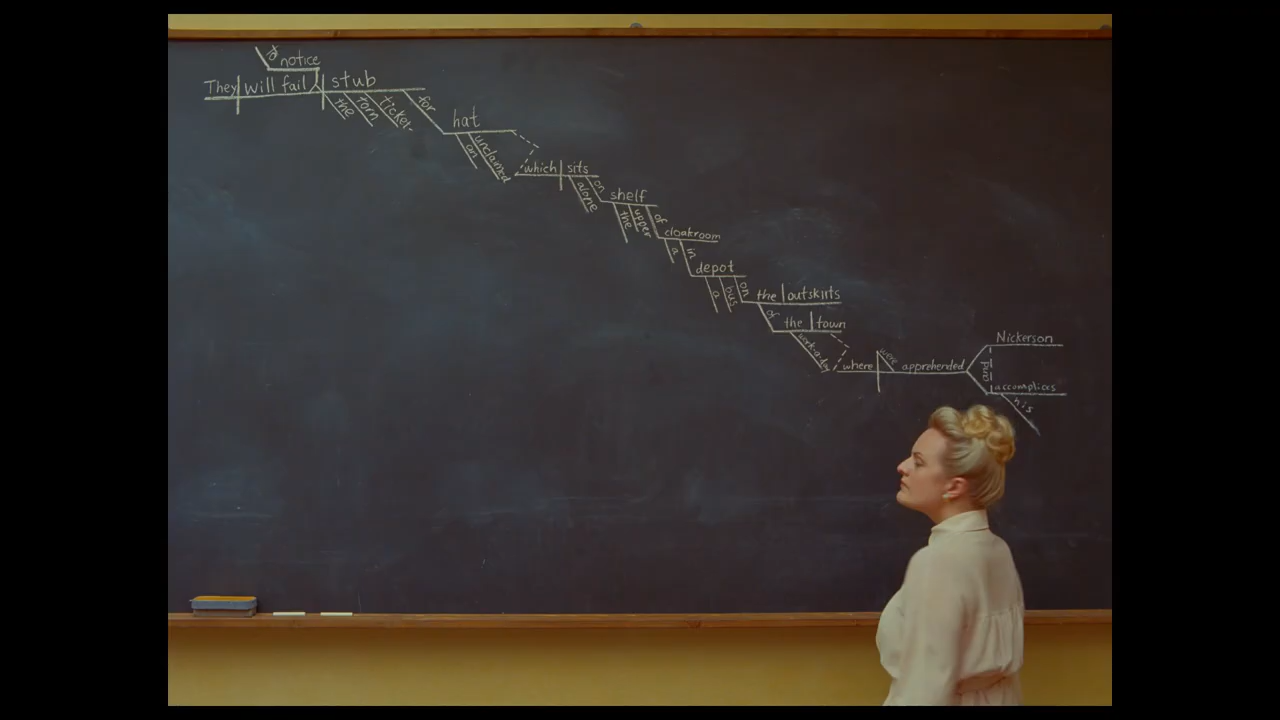 to notice
They will fail stub
the torn ticket- for
hat
an unclaimed
which sits
alone on
shelf
the upper of
cloakroom
a in
depot
a bus on
the outskirts
of the town
work-a-day
where were apprehended
Nickerson
and
accomplices
his